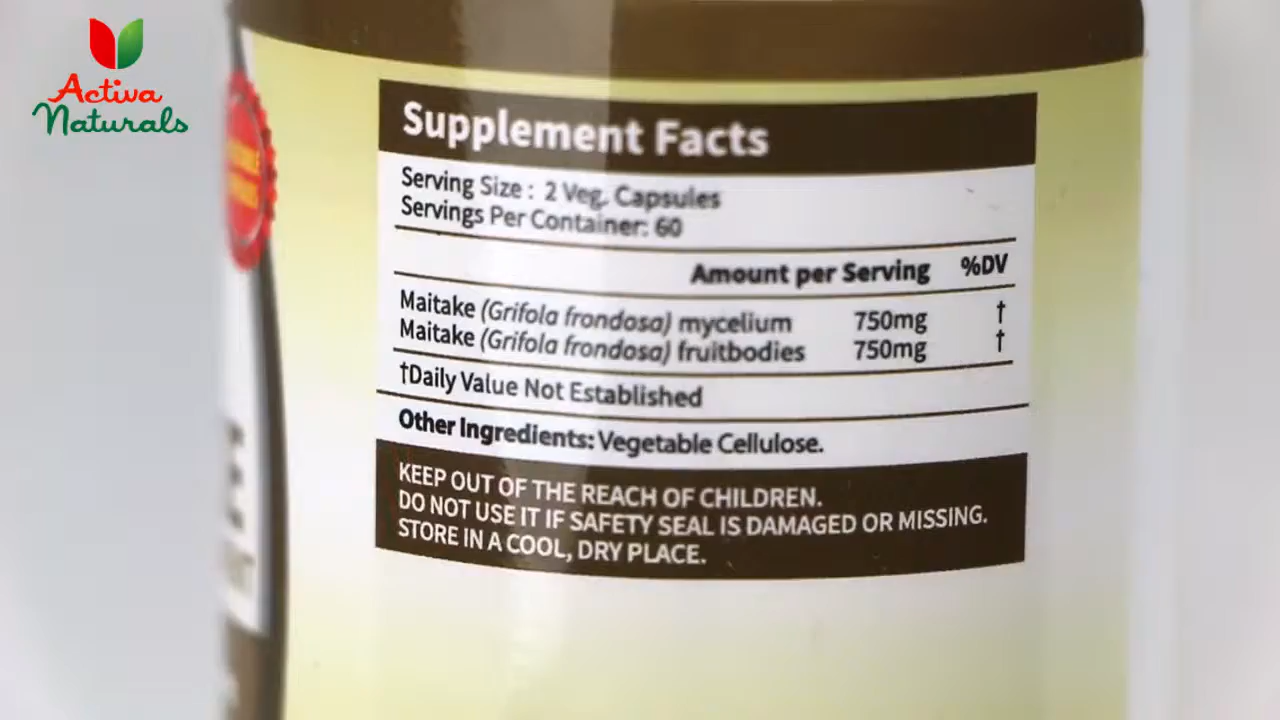 Activa
Naturals
Supplement Facts
Serving Size : 2 Veg. Capsules
Servings Per Container: 60
Amount per Serving %DV
Maitake (Grifola frondosa) mycelium 750mg †
Maitake (Grifola frondosa) fruitbodies 750mg †
†Daily Value Not Established
Other Ingredients: Vegetable Cellulose.
KEEP OUT OF THE REACH OF CHILDREN.
DO NOT USE IT IF SAFETY SEAL IS DAMAGED OR MISSING.
STORE IN A COOL, DRY PLACE.